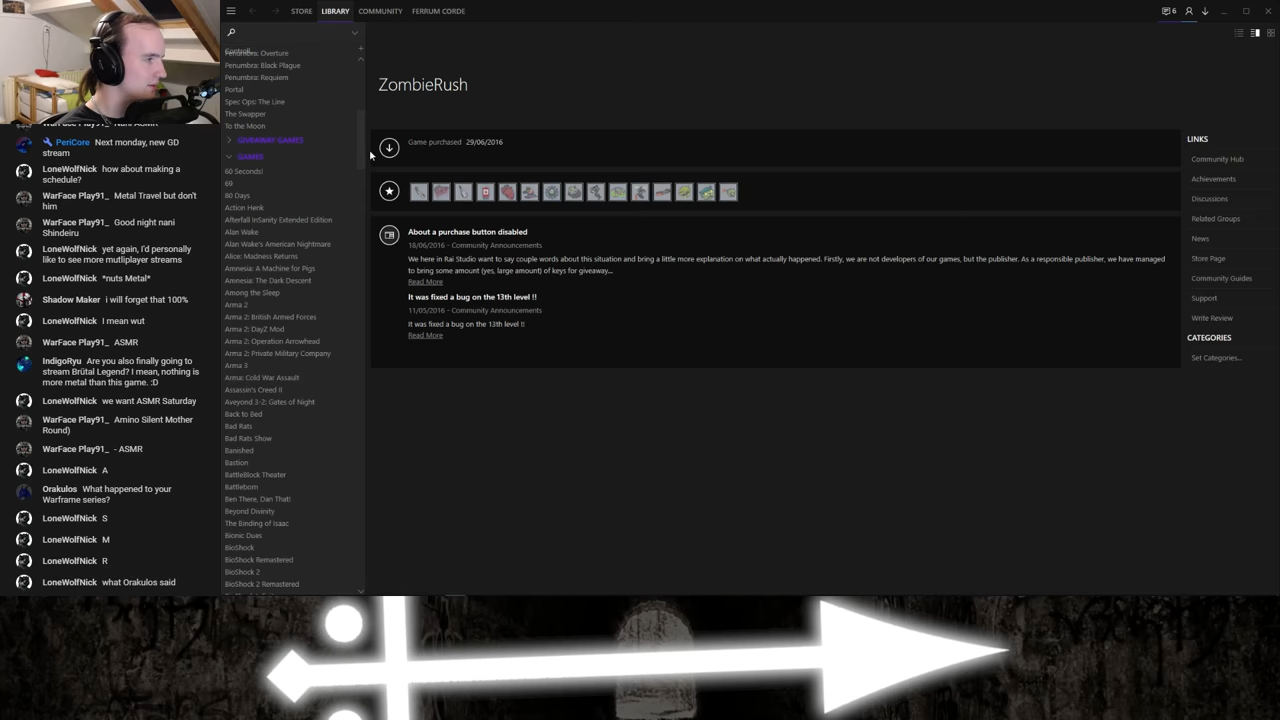 STORE
LIBRARY
COMMUNITY
FERRUM CORDE
6
WarFace Play91_ Nani ASMR
PeriCore Next monday, new GD
stream
LoneWolfNick how about making a
schedule?
WarFace Play91_ Metal Travel but don't
him
WarFace Play91_ Good night nani
Shindeiru
LoneWolfNick yet again, I'd personally
like to see more mutliplayer streams
LoneWolfNick *nuts Metal*
Shadow Maker i will forget that 100%
LoneWolfNick I mean wut
WarFace Play91_ ASMR
IndigoRyu Are you also finally going to
stream Brütal Legend? I mean, nothing is
more metal than this game. :D
LoneWolfNick we want ASMR Saturday
WarFace Play91_ Amino Silent Mother
Round)
WarFace Play91_ - ASMR
LoneWolfNick A
Orakulos What happened to your
Warframe series?
LoneWolfNick S
LoneWolfNick M
LoneWolfNick R
LoneWolfNick what Orakulos said
Penumbra: Overture
Penumbra: Black Plague
Penumbra: Requiem
Portal
Spec Ops: The Line
The Swapper
To the Moon
GIVEAWAY GAMES
GAMES
60 Seconds!
69
80 Days
Action Henk
Afterfall InSanity Extended Edition
Alan Wake
Alan Wake's American Nightmare
Alice: Madness Returns
Amnesia: A Machine for Pigs
Amnesia: The Dark Descent
Among the Sleep
Arma 2
Arma 2: British Armed Forces
Arma 2: DayZ Mod
Arma 2: Operation Arrowhead
Arma 2: Private Military Company
Arma 3
Arma: Cold War Assault
Assassin's Creed II
Aveyond 3-2: Gates of Night
Back to Bed
Bad Rats
Bad Rats Show
Banished
Bastion
BattleBlock Theater
Battleborn
Ben There, Dan That!
Beyond Divinity
The Binding of Isaac
Bionic Dues
BioShock
BioShock Remastered
BioShock 2
BioShock 2 Remastered
ZombieRush
Game purchased 29/06/2016
About a purchase button disabled
18/06/2016 - Community Announcements
We here in Rai Studio want to say couple words about this situation and bring a little more explanation on what actually happened. Firstly, we are not developers of our games, but the publisher. As a responsible publisher, we have managed
to bring some amount (yes, large amount) of keys for giveaway...
Read More
It was fixed a bug on the 13th level !!
11/05/2016 - Community Announcements
It was fixed a bug on the 13th level !!
Read More
LINKS
Community Hub
Achievements
Discussions
Related Groups
News
Store Page
Community Guides
Support
Write Review
CATEGORIES
Set Categories...